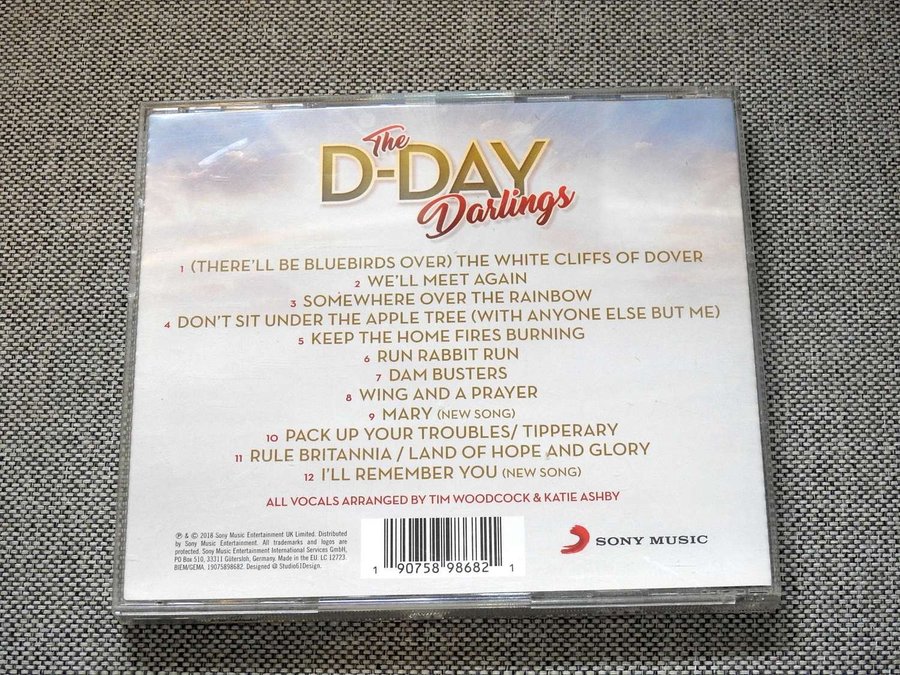 The
D-DAY
Darlings
1 (THERE'LL BE BLUEBIRDS OVER) THE WHITE CLIFFS OF DOVER
2 WE'LL MEET AGAIN
3 SOMEWHERE OVER THE RAINBOW
4 DON'T SIT UNDER THE APPLE TREE (WITH ANYONE ELSE BUT ME)
5 KEEP THE HOME FIRES BURNING
6 RUN RABBIT RUN
7 DAM BUSTERS
8 WING AND A PRAYER
9 MARY (NEW SONG)
10 PACK UP YOUR TROUBLES/ TIPPERARY
11 RULE BRITANNIA / LAND OF HOPE AND GLORY
12 I'LL REMEMBER YOU (NEW SONG)
ALL VOCALS ARRANGED BY TIM WOODCOCK & KATIE ASHBY
℗ & © 2018 Sony Music Entertainment UK Limited. Distributed
by Sony Music Entertainment. All trademarks and logos are
protected. Sony Music Entertainment International Services GmbH,
PO Box 510, 33311 Gütersloh, Germany. Made in the EU. LC 12723.
BIEM/GEMA. 19075898682. Designed @ Studio61Design.
1 90758 98682 1
SONY MUSIC